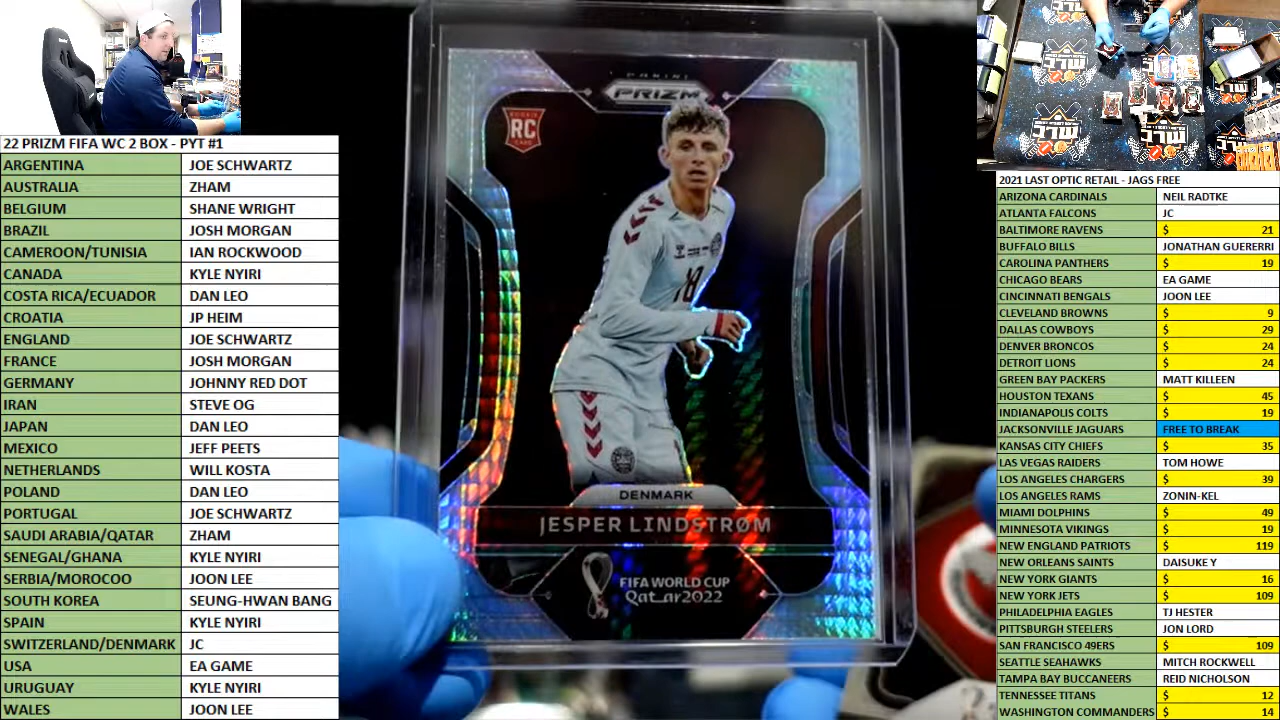 22 PRIZM FIFA WC 2 BOX - PYT #1
ARGENTINA JOE SCHWARTZ
AUSTRALIA ZHAM
BELGIUM SHANE WRIGHT
BRAZIL JOSH MORGAN
CAMEROON/TUNISIA IAN ROCKWOOD
CANADA KYLE NYIRI
COSTA RICA/ECUADOR DAN LEO
CROATIA JP HEIM
ENGLAND JOE SCHWARTZ
FRANCE JOSH MORGAN
GERMANY JOHNNY RED DOT
IRAN STEVE OG
JAPAN DAN LEO
MEXICO JEFF PEETS
NETHERLANDS WILL KOSTA
POLAND DAN LEO
PORTUGAL JOE SCHWARTZ
SAUDI ARABIA/QATAR ZHAM
SENEGAL/GHANA KYLE NYIRI
SERBIA/MOROCOO JOON LEE
SOUTH KOREA SEUNG-HWAN BANG
SPAIN KYLE NYIRI
SWITZERLAND/DENMARK JC
USA EA GAME
URUGUAY KYLE NYIRI
WALES JOON LEE
PANINI
PRIZM
ROOKIE
RC
CARD
18
DENMARK
JESPER LINDSTRØM
FIFA WORLD CUP
Qatar2022
2021 LAST OPTIC RETAIL - JAGS FREE
ARIZONA CARDINALS NEIL RADTKE
ATLANTA FALCONS JC
BALTIMORE RAVENS $ 21
BUFFALO BILLS JONATHAN GUERERRI
CAROLINA PANTHERS $ 19
CHICAGO BEARS EA GAME
CINCINNATI BENGALS JOON LEE
CLEVELAND BROWNS $ 9
DALLAS COWBOYS $ 29
DENVER BRONCOS $ 24
DETROIT LIONS $ 24
GREEN BAY PACKERS MATT KILLEEN
HOUSTON TEXANS $ 45
INDIANAPOLIS COLTS $ 19
JACKSONVILLE JAGUARS FREE TO BREAK
KANSAS CITY CHIEFS $ 35
LAS VEGAS RAIDERS TOM HOWE
LOS ANGELES CHARGERS $ 39
LOS ANGELES RAMS ZONIN-KEL
MIAMI DOLPHINS $ 49
MINNESOTA VIKINGS $ 19
NEW ENGLAND PATRIOTS $ 119
NEW ORLEANS SAINTS DAISUKE Y
NEW YORK GIANTS $ 16
NEW YORK JETS $ 109
PHILADELPHIA EAGLES TJ HESTER
PITTSBURGH STEELERS JON LORD
SAN FRANCISCO 49ERS $ 109
SEATTLE SEAHAWKS MITCH ROCKWELL
TAMPA BAY BUCCANEERS REID NICHOLSON
TENNESSEE TITANS $ 12
WASHINGTON COMMANDERS $ 14